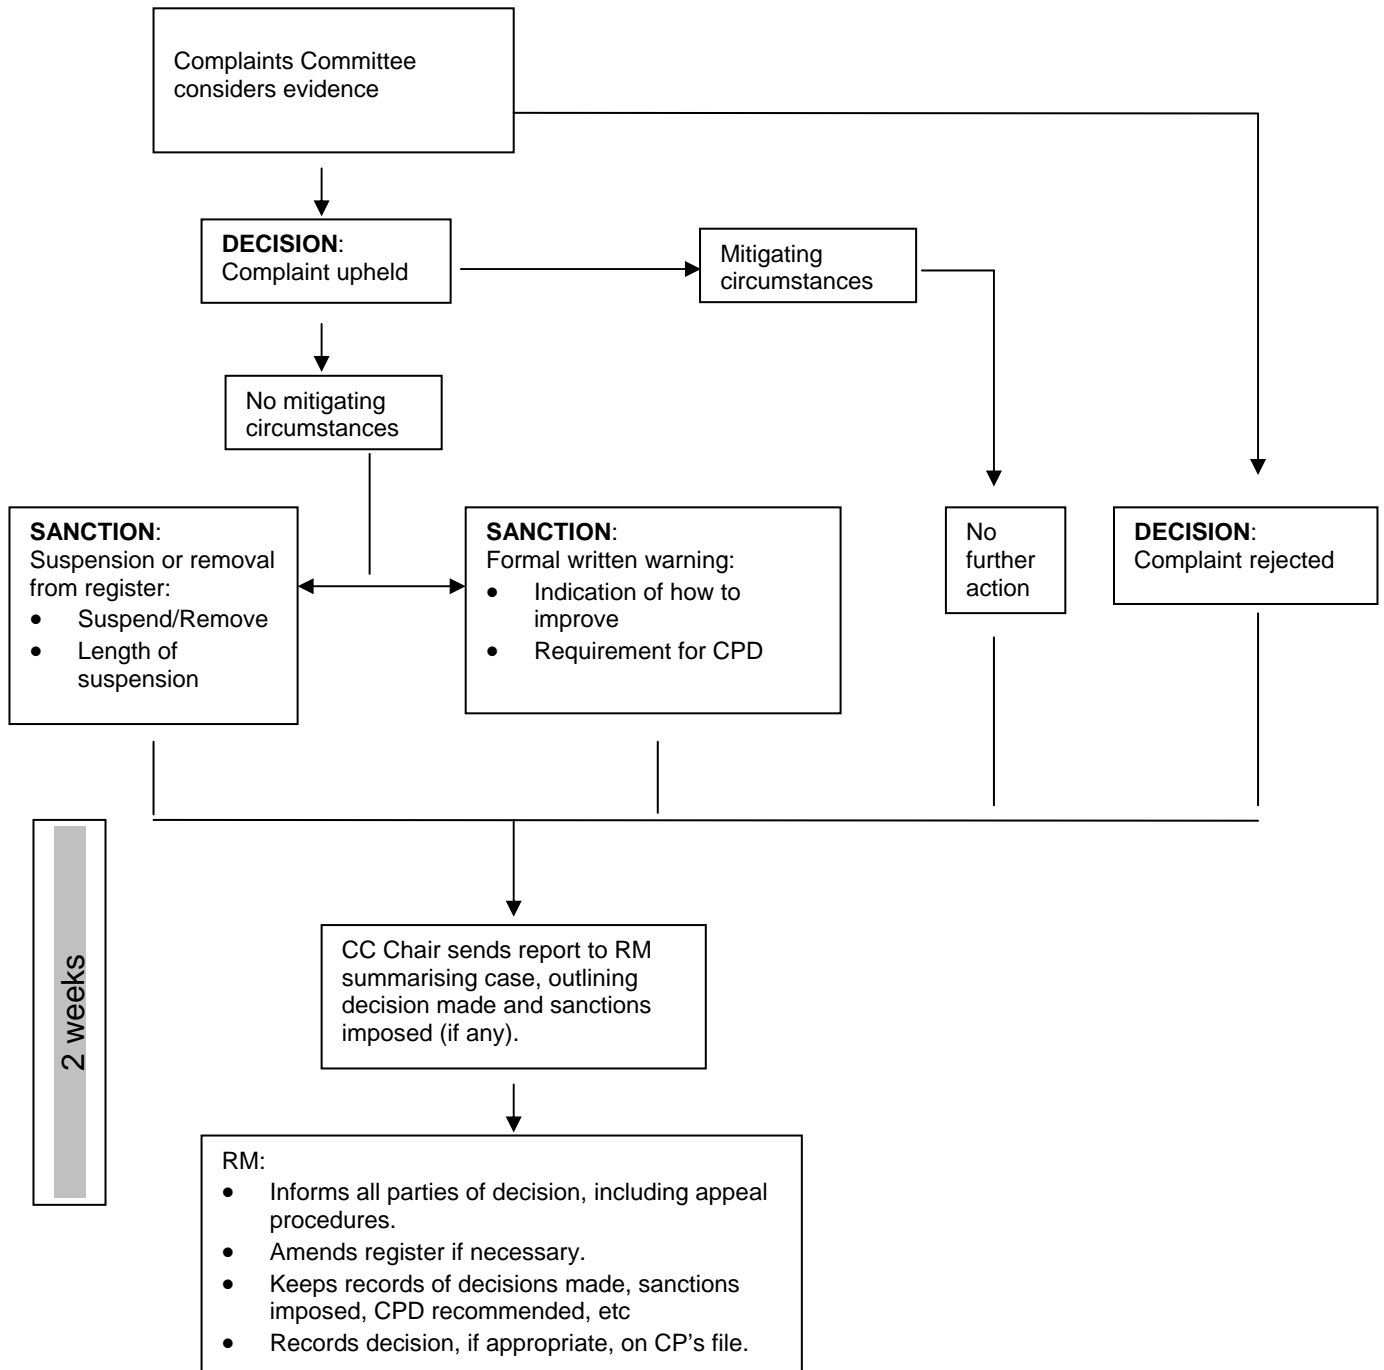 Complaints Committee
considers evidence
DECISION:
Complaint upheld
Mitigating
circumstances
No mitigating
circumstances
SANCTION:
Suspension or removal
from register:
• Suspend/Remove
• Length of
suspension
SANCTION:
Formal written warning:
• Indication of how to
improve
• Requirement for CPD
No
further
action
DECISION:
Complaint rejected
2 weeks
CC Chair sends report to RM
summarising case, outlining
decision made and sanctions
imposed (if any).
RM:
• Informs all parties of decision, including appeal
procedures.
• Amends register if necessary.
• Keeps records of decisions made, sanctions
imposed, CPD recommended, etc
• Records decision, if appropriate, on CP's file.